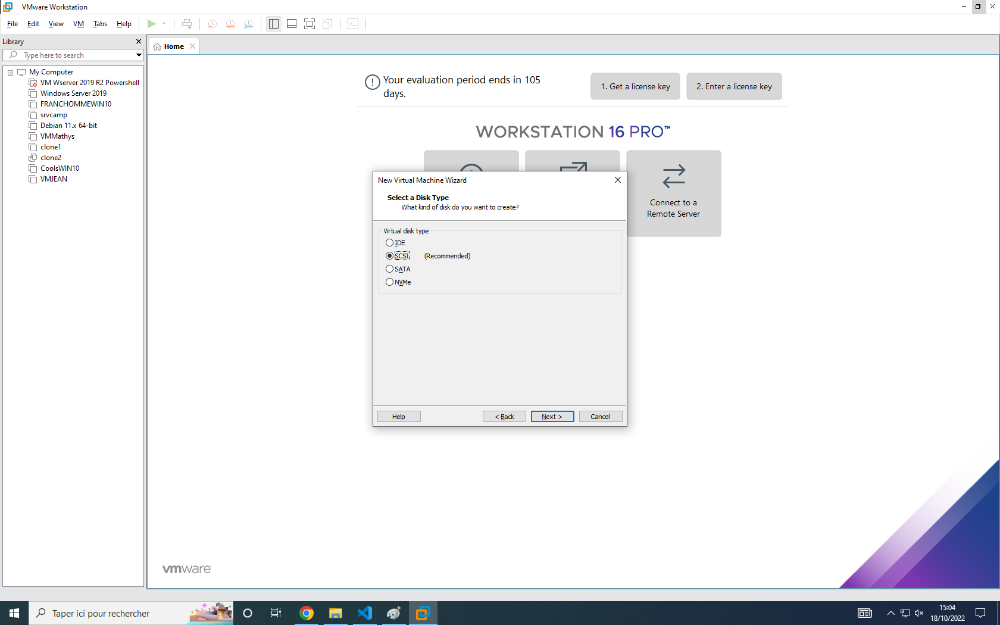 VMware Workstation
File Edit View VM Tabs Help
Library
Type here to search
My Computer
VM Wserver 2019 R2 Powershell
Windows Server 2019
FRANCHOMMEWIN10
srvcamp
Debian 11.x 64-bit
VMMathys
clone1
clone2
CoolsWIN10
VMJEAN
Home
Your evaluation period ends in 105
days.
1. Get a license key
2. Enter a license key
WORKSTATION 16 PRO™
Connect to a
Remote Server
New Virtual Machine Wizard
Select a Disk Type
What kind of disk do you want to create?
Virtual disk type
IDE
SCSI (Recommended)
SATA
NVMe
Help < Back Next > Cancel
vmware
Taper ici pour rechercher
15:04
18/10/2022